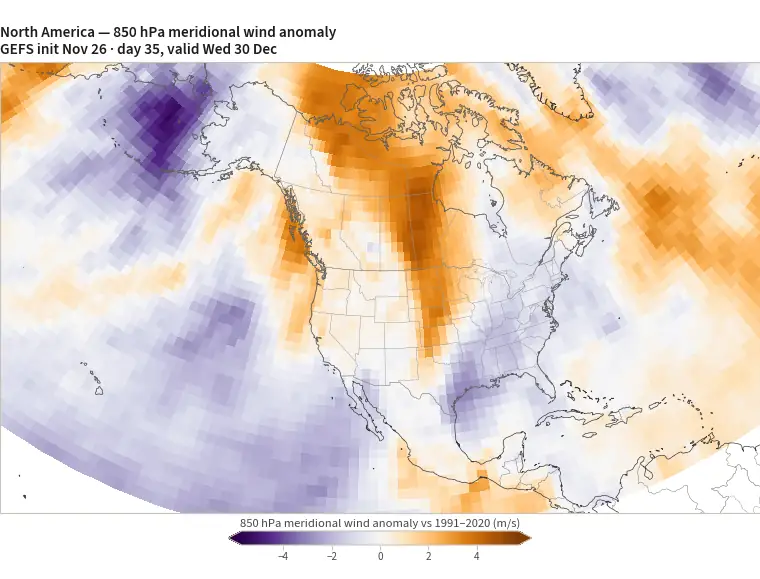 North America — 850 hPa meridional wind anomaly
GEFS init Nov 26 · day 35, valid Wed 30 Dec
850 hPa meridional wind anomaly vs 1991–2020 (m/s)
−4 −2 0 2 4